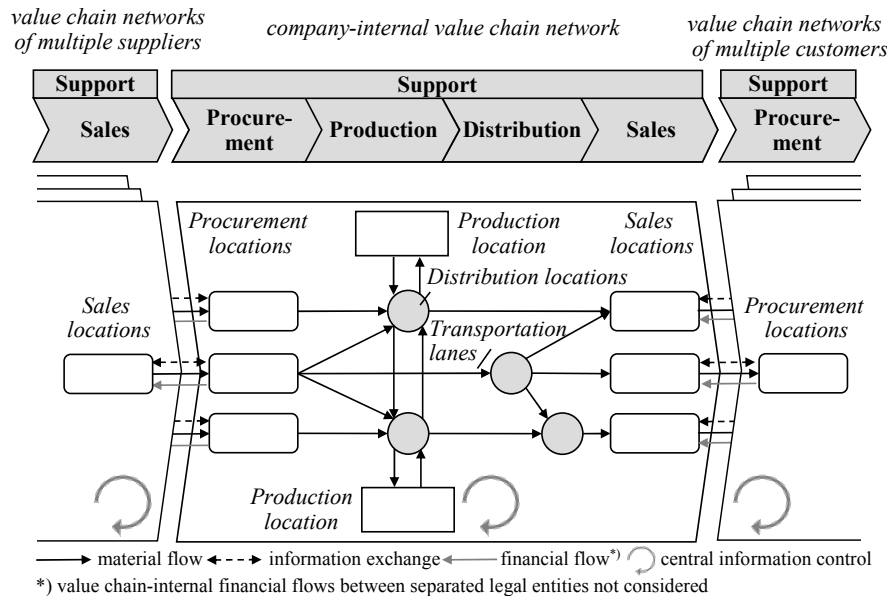 value chain networks
of multiple suppliers
company-internal value chain network
value chain networks
of multiple customers
Support
Support
Support
Sales
Procure-
ment
Production
Distribution
Sales
Procure-
ment
Procurement
locations
Production
location
Sales
locations
Distribution locations
Sales
locations
Transportation
lanes
Procurement
locations
Production
location
material flow
information exchange
financial flow*)
central information control
*) value chain-internal financial flows between separated legal entities not considered